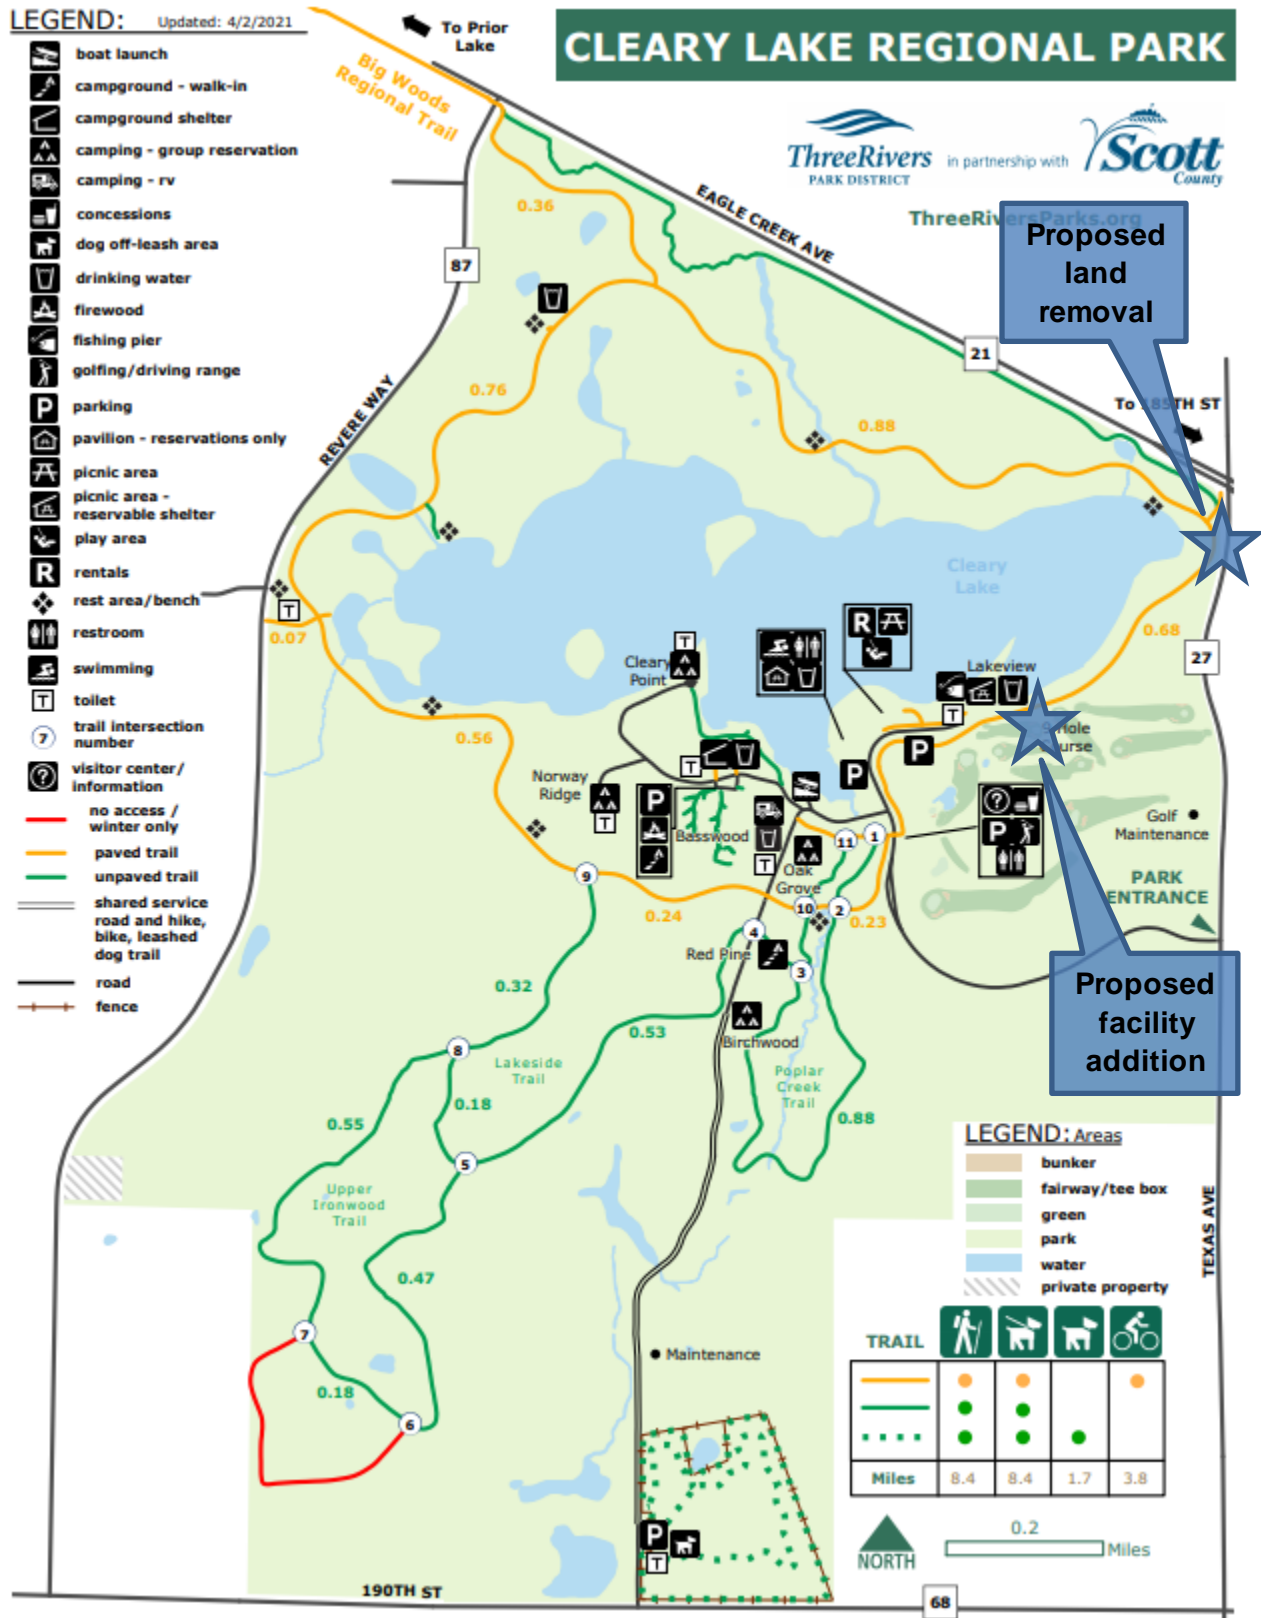 LEGEND: Updated: 4/2/2021
boat launch
campground - walk-in
campground shelter
camping - group reservation
camping - rv
concessions
dog off-leash area
drinking water
firewood
fishing pier
golfing/driving range
P parking
pavilion - reservations only
picnic area
picnic area -
reservable shelter
play area
R rentals
rest area/bench
restroom
swimming
T toilet
7 trail intersection
number
? visitor center/
information
no access /
winter only
paved trail
unpaved trail
shared service
road and hike,
bike, leashed
dog trail
road
fence
To Prior
Lake
CLEARY LAKE REGIONAL PARK
Big Woods
Regional Trail
ThreeRivers
PARK DISTRICT
in partnership with
Scott
County
ThreeRiversParks.org
EAGLE CREEK AVE
0.36
87
Proposed
land
removal
21
0.76
REVERE WAY
To 185TH ST
0.88
Cleary
Lake
T
0.07
0.68
27
R
T
Cleary
Point
Lakeview
T
9-Hole
Course
0.56
P
P
T
Norway
Ridge
T
P
Basswood
T
Oak
Grove
11
1
?
P
Golf
Maintenance
PARK
ENTRANCE
9
0.24
10
2
0.23
4
Red Pine
3
0.32
0.53
Birchwood
Proposed
facility
addition
8
Lakeside
Trail
0.18
0.55
Poplar
Creek
Trail
0.88
5
Upper
Ironwood
Trail
0.47
7
0.18
6
Maintenance
P
T
190TH ST
68
TEXAS AVE
LEGEND: Areas
bunker
fairway/tee box
green
park
water
private property
TRAIL
Miles 8.4 8.4 1.7 3.8
NORTH
0.2
Miles